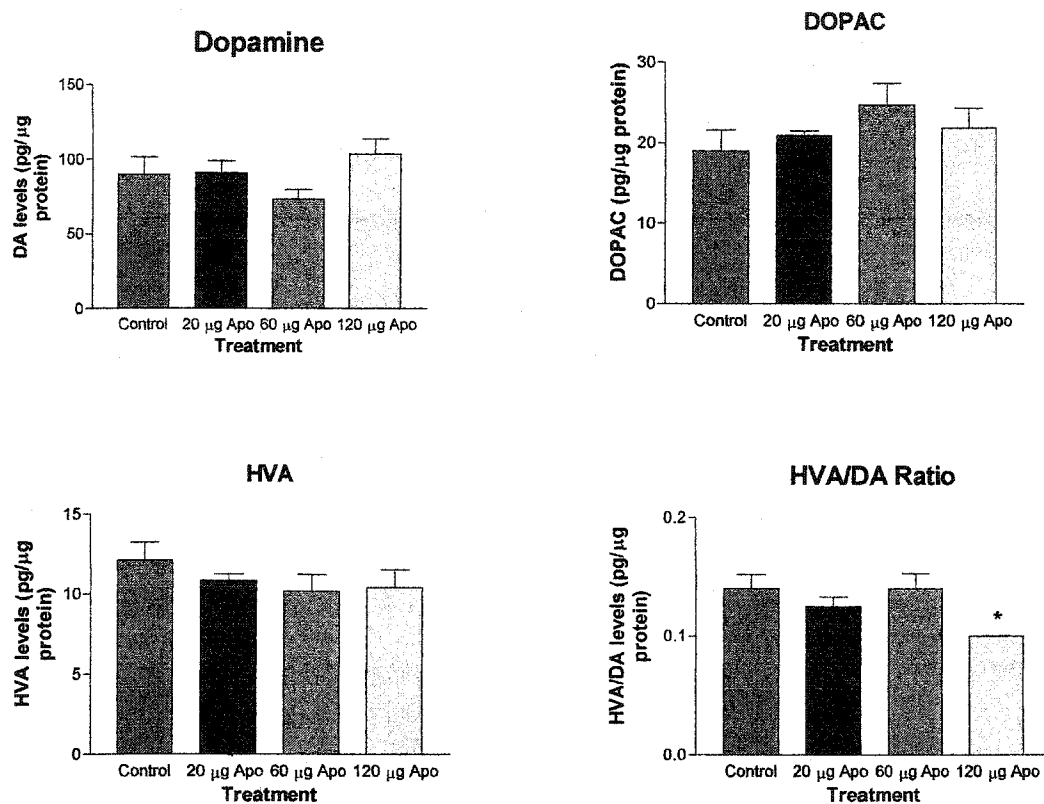 Dopamine
DA levels (pg/µg
protein)
150
100
50
0
Control 20 µg Apo 60 µg Apo 120 µg Apo
Treatment
DOPAC
DOPAC (pg/µg protein)
30
20
10
0
Control 20 µg Apo 60 µg Apo 120 µg Apo
Treatment
HVA
HVA levels (pg/µg
protein)
15
10
5
0
Control 20 µg Apo 60 µg Apo 120 µg Apo
Treatment
HVA/DA Ratio
HVA/DA levels (pg/µg
protein)
0.2
0.1
0.0
*
Control 20 µg Apo 60 µg Apo 120 µg Apo
Treatment